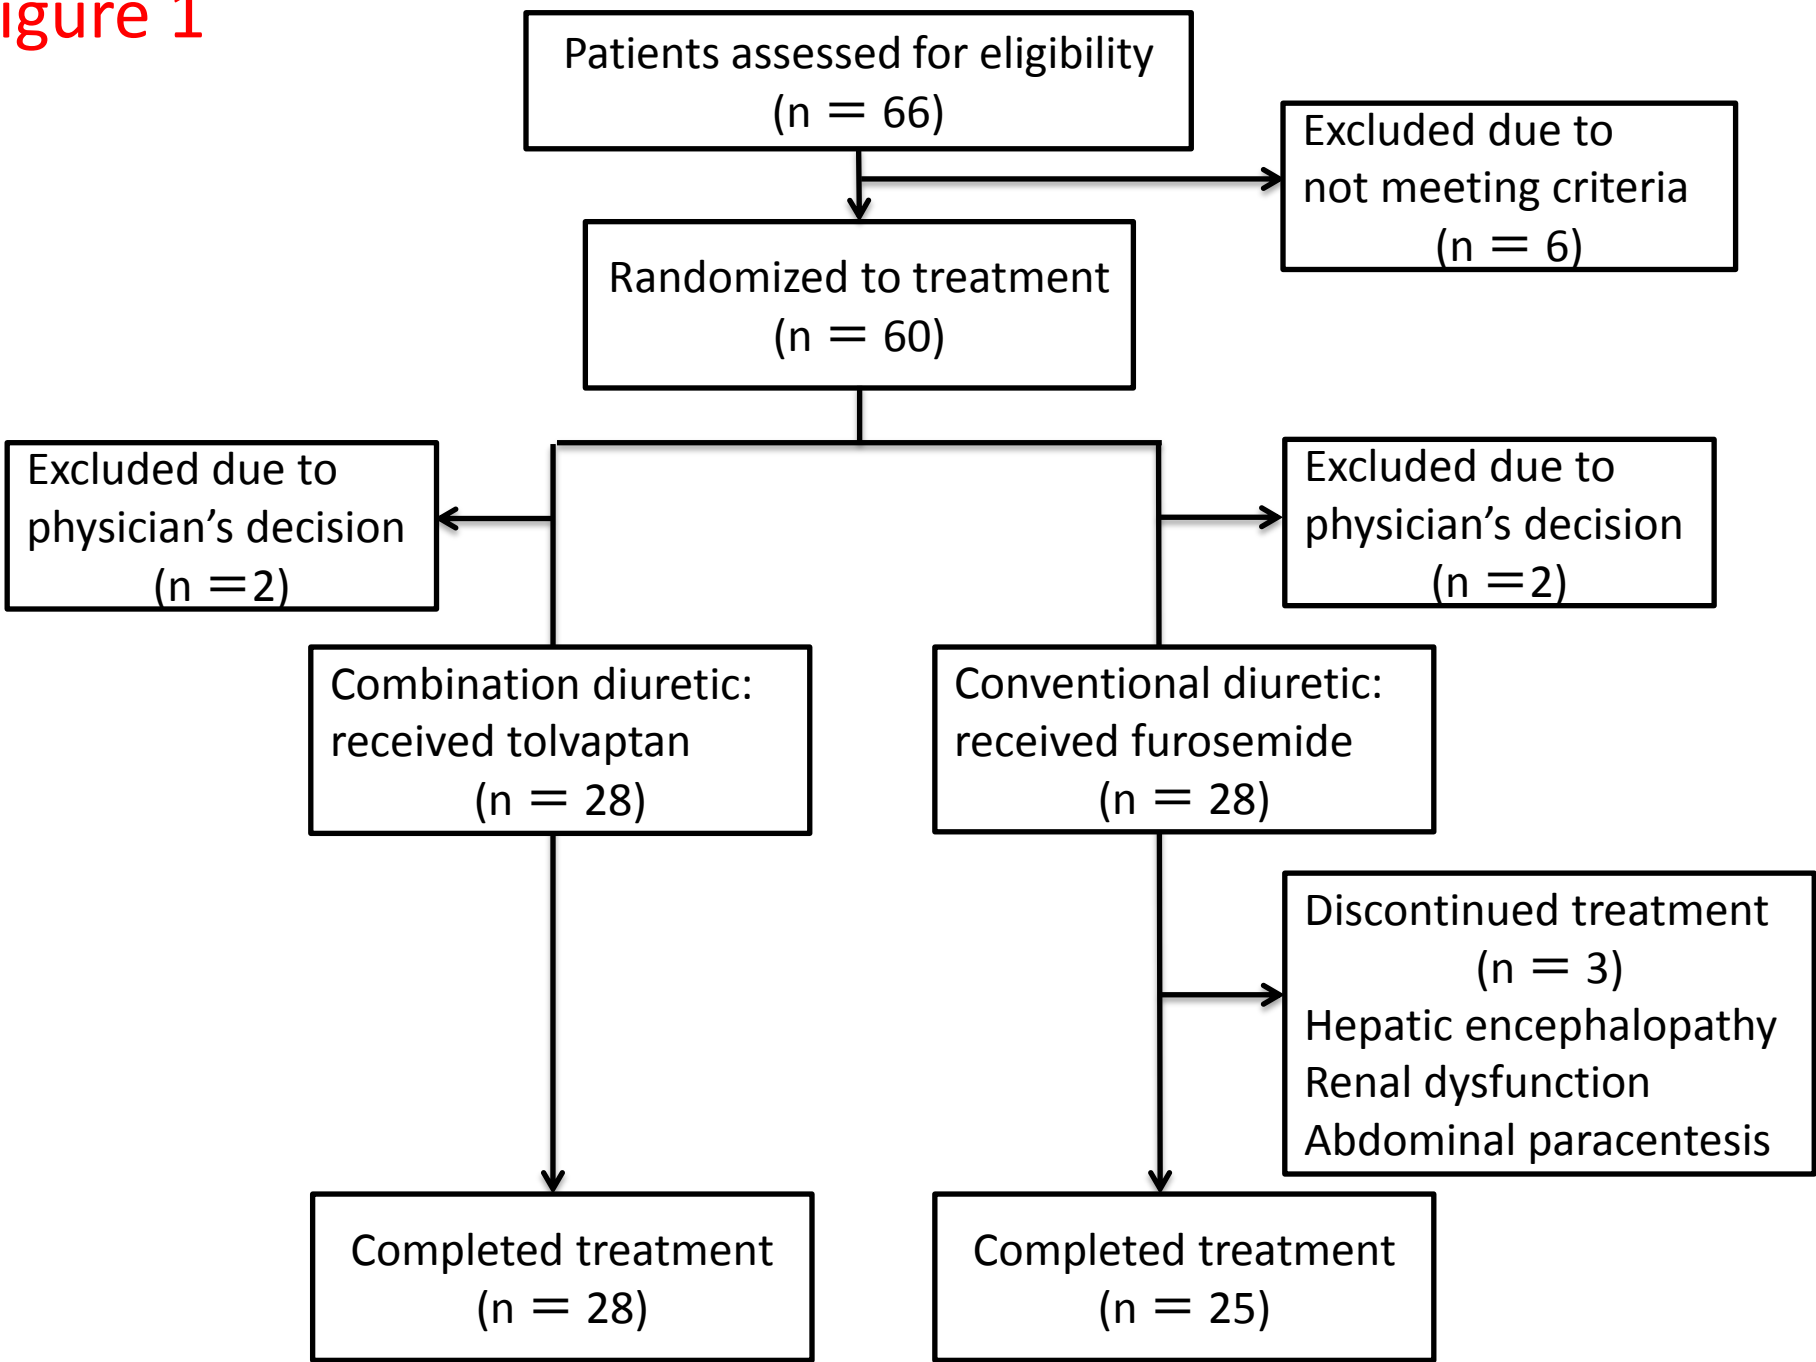 igure 1
Patients assessed for eligibility
(n = 66)
Excluded due to
not meeting criteria
(n = 6)
Randomized to treatment
(n = 60)
Excluded due to
physician’s decision
(n =2)
Excluded due to
physician’s decision
(n =2)
Combination diuretic:
received tolvaptan
(n = 28)
Conventional diuretic:
received furosemide
(n = 28)
Discontinued treatment
(n = 3)
Hepatic encephalopathy
Renal dysfunction
Abdominal paracentesis
Completed treatment
(n = 28)
Completed treatment
(n = 25)